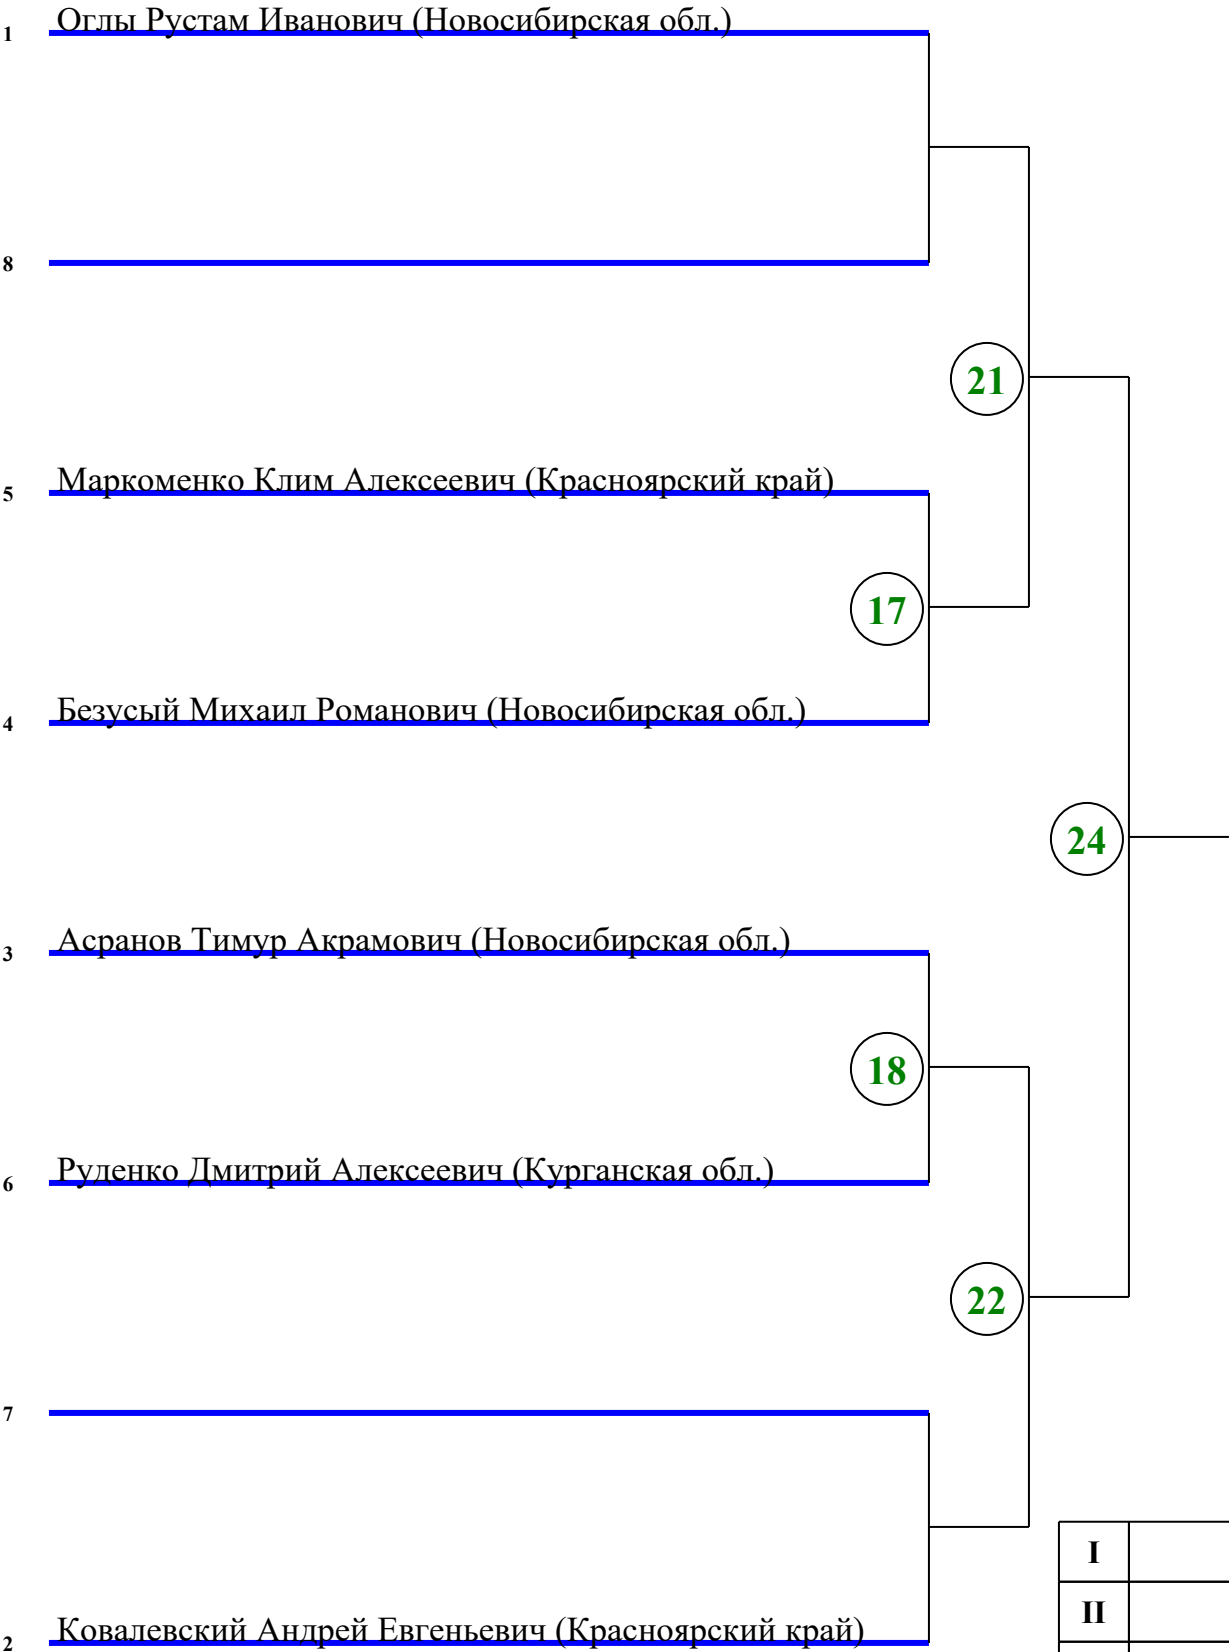 1 Оглы Рустам Иванович (Новосибирская обл.)
8
21
5 Маркоменко Клим Алексеевич (Красноярский край)
17
4 Безусый Михаил Романович (Новосибирская обл.)
24
3 Асранов Тимур Акрамович (Новосибирская обл.)
18
6 Руденко Дмитрий Алексеевич (Курганская обл.)
22
7
I
II
2 Ковалевский Андрей Евгеньевич (Красноярский край)